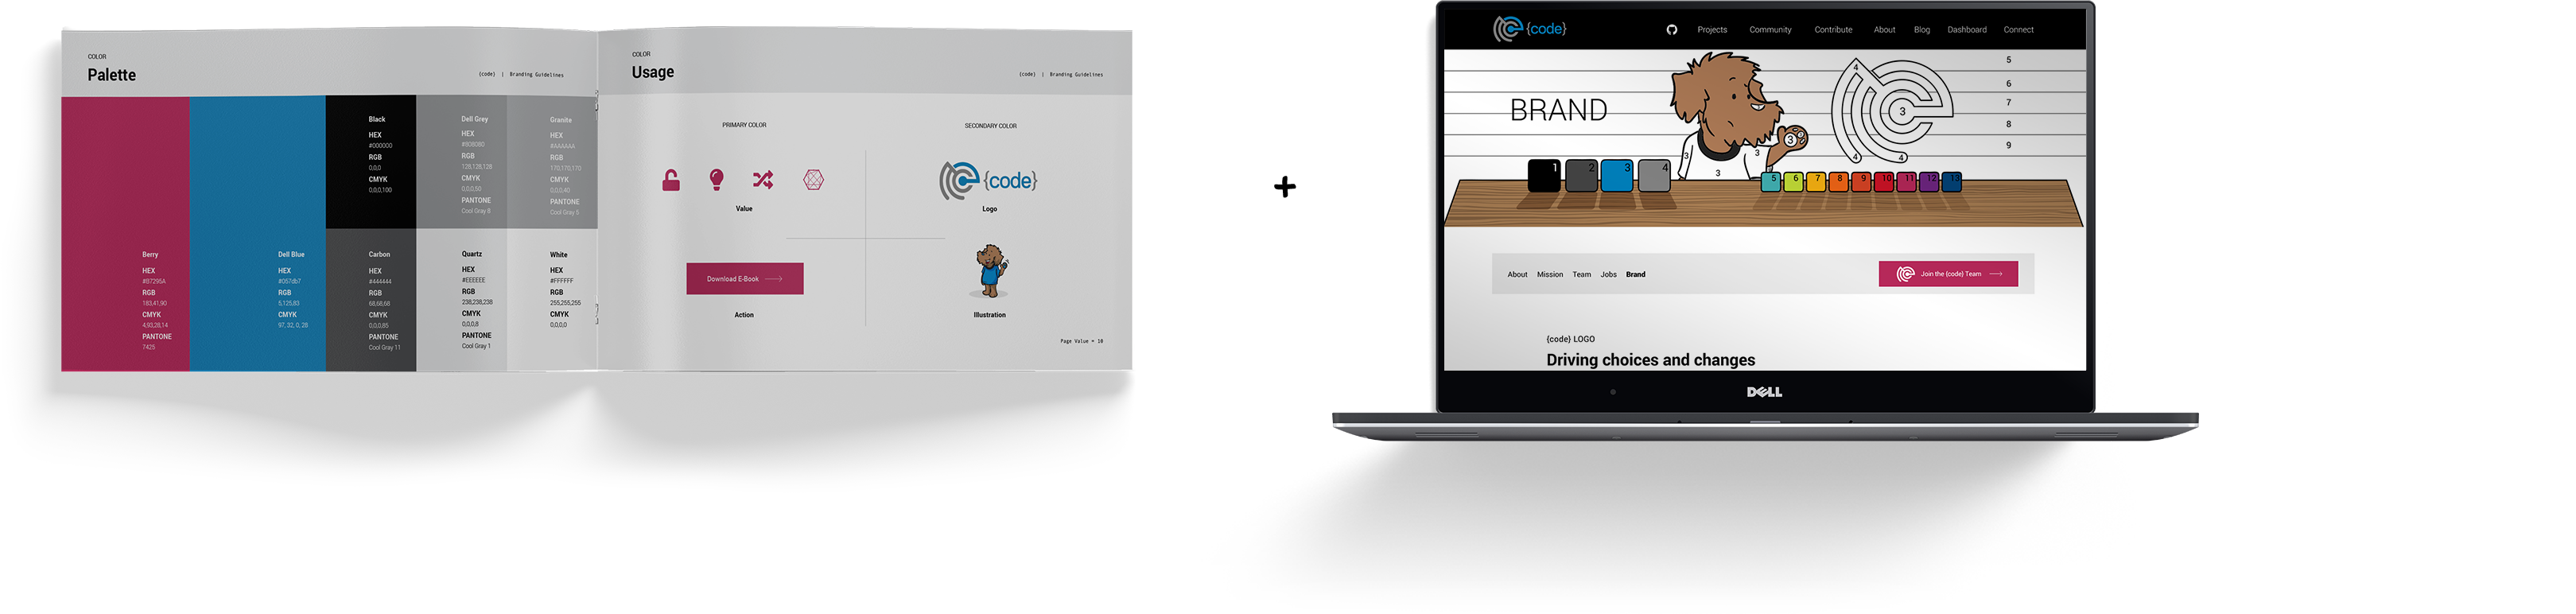 COLOR
Palette
{code} | Branding Guidelines
Black
HEX
#000000
RGB
0,0,0
CMYK
0,0,0,100
Dell Grey
HEX
#808080
RGB
128,128,128
CMYK
0,0,0,50
PANTONE
Cool Gray 8
Granite
HEX
#AAAAAA
RGB
170,170,170
CMYK
0,0,0,40
PANTONE
Cool Gray 5
Berry
HEX
#B7295A
RGB
183,41,90
CMYK
4,93,28,14
PANTONE
7425
Dell Blue
HEX
#057db7
RGB
5,125,83
CMYK
97, 32, 0, 28
Carbon
HEX
#444444
RGB
68,68,68
CMYK
0,0,0,85
PANTONE
Cool Gray 11
Quartz
HEX
#EEEEEE
RGB
238,238,238
CMYK
0,0,0,8
PANTONE
Cool Gray 1
White
HEX
#FFFFFF
RGB
255,255,255
CMYK
0,0,0,0
COLOR
Usage
{code} | Branding Guidelines
PRIMARY COLOR
SECONDARY COLOR
{code}
Value
Logo
Download E-Book
Action
Illustration
Page Value = 10
+
{code}
Projects Community Contribute About Blog Dashboard Connect
BRAND
5
6
7
8
9
4
3
4 4
3
3
3
3
1 2 3 4
5 6 7 8 9 10 11 12 13
About Mission Team Jobs Brand
Join the {code} Team
{code} LOGO
Driving choices and changes
DELL